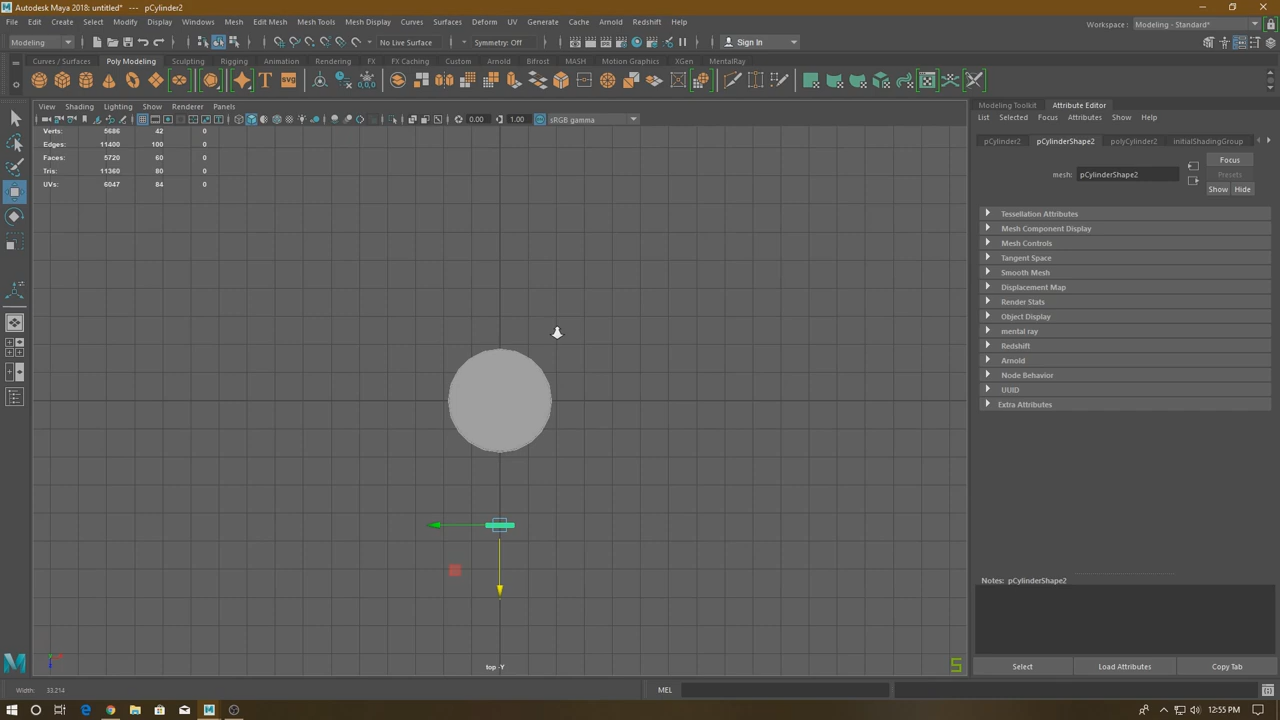 Autodesk Maya 2018: untitled*  ---  pCylinder2
File Edit Create Select Modify Display Windows Mesh Edit Mesh Mesh Tools Mesh Display Curves Surfaces Deform UV Generate Cache Arnold Redshift Help
Workspace : Modeling - Standard*
Modeling No Live Surface Symmetry: Off Sign In
Curves / Surfaces Poly Modeling Sculpting Rigging Animation Rendering FX FX Caching Custom Arnold Bifrost MASH Motion Graphics XGen MentalRay
View Shading Lighting Show Renderer Panels
0.00 1.00 sRGB gamma
Verts: 5686 42 0
Edges: 11400 100 0
Faces: 5720 60 0
Tris: 11360 80 0
UVs: 6047 84 0
top -Y
Modeling Toolkit Attribute Editor
List Selected Focus Attributes Show Help
pCylinder2 pCylinderShape2 polyCylinder2 initialShadingGroup
mesh: pCylinderShape2
Focus
Presets
Show Hide
Tessellation Attributes
Mesh Component Display
Mesh Controls
Tangent Space
Smooth Mesh
Displacement Map
Render Stats
Object Display
mental ray
Redshift
Arnold
Node Behavior
UUID
Extra Attributes
Notes: pCylinderShape2
Select Load Attributes Copy Tab
Width: 33.214 MEL
12:55 PM